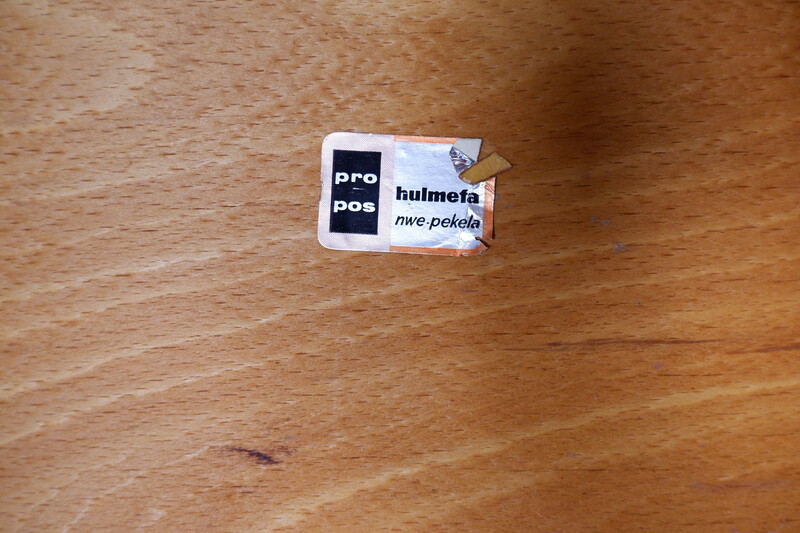 pro
pos
hulmefa
nwe-pekela